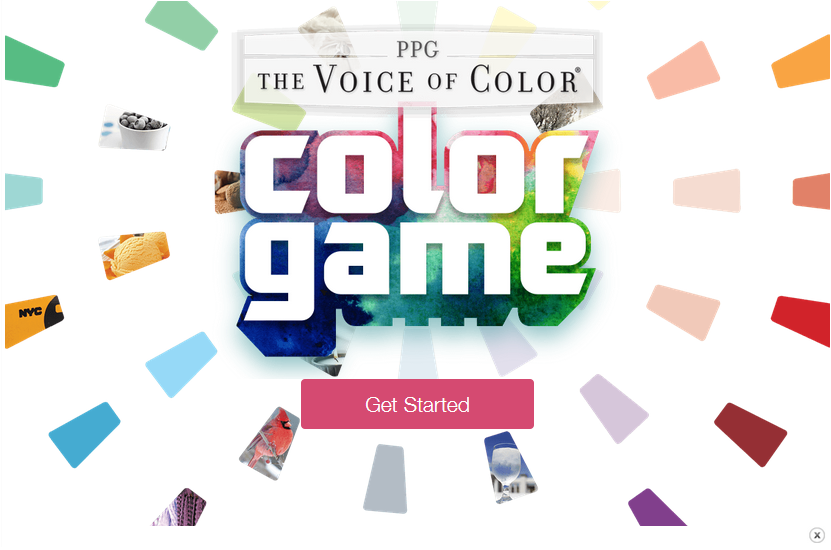 PPG
THE VOICE OF COLOR®
color
game
NYC
Get Started
x